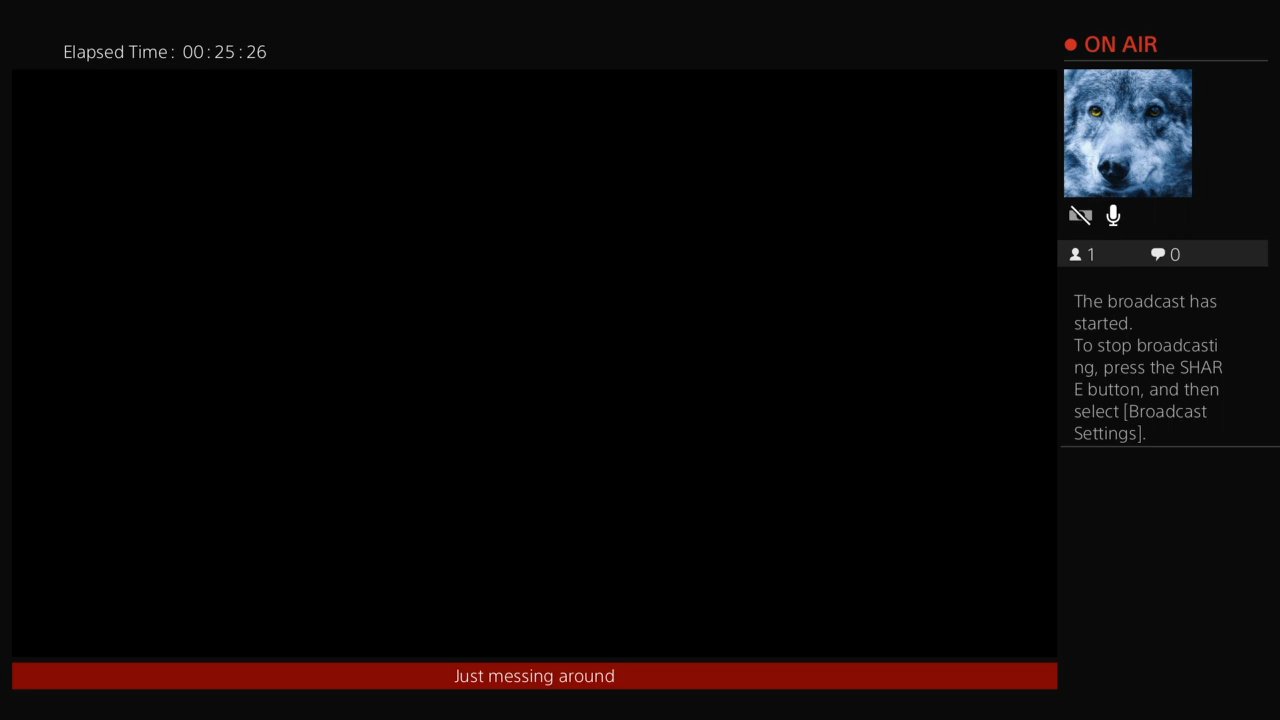 Elapsed Time: 00:25:26
ON AIR
1 0
The broadcast has
started.
To stop broadcasti
ng, press the SHAR
E button, and then
select [Broadcast
Settings].
Just messing around